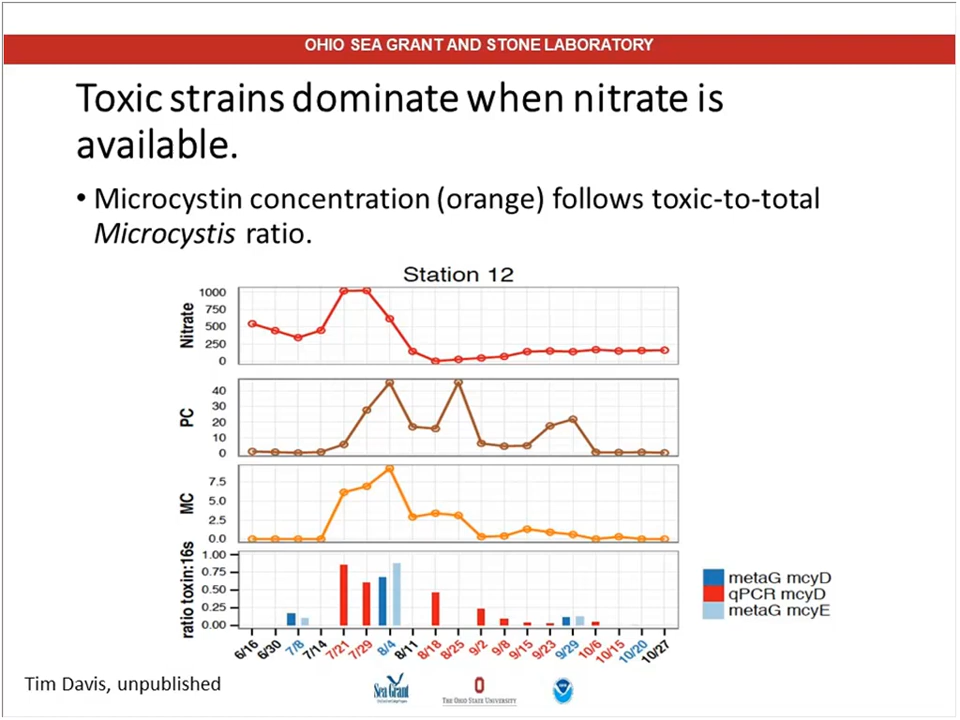 OHIO SEA GRANT AND STONE LABORATORY
Toxic strains dominate when nitrate is
available.
• Microcystin concentration (orange) follows toxic-to-total
Microcystis ratio.
Station 12
Nitrate
1000
750
500
250
0
PC
40
30
20
10
0
MC
7.5
5.0
2.5
0.0
ratio toxin:16s
1.00
0.75
0.50
0.25
0.00
6/16 6/30 7/8 7/14 7/21 7/29 8/4 8/11 8/18 8/25 9/2 9/8 9/15 9/23 9/29 10/6 10/15 10/20 10/27
metaG mcyD
qPCR mcyD
metaG mcyE
Tim Davis, unpublished
Sea Grant
THE OHIO STATE UNIVERSITY